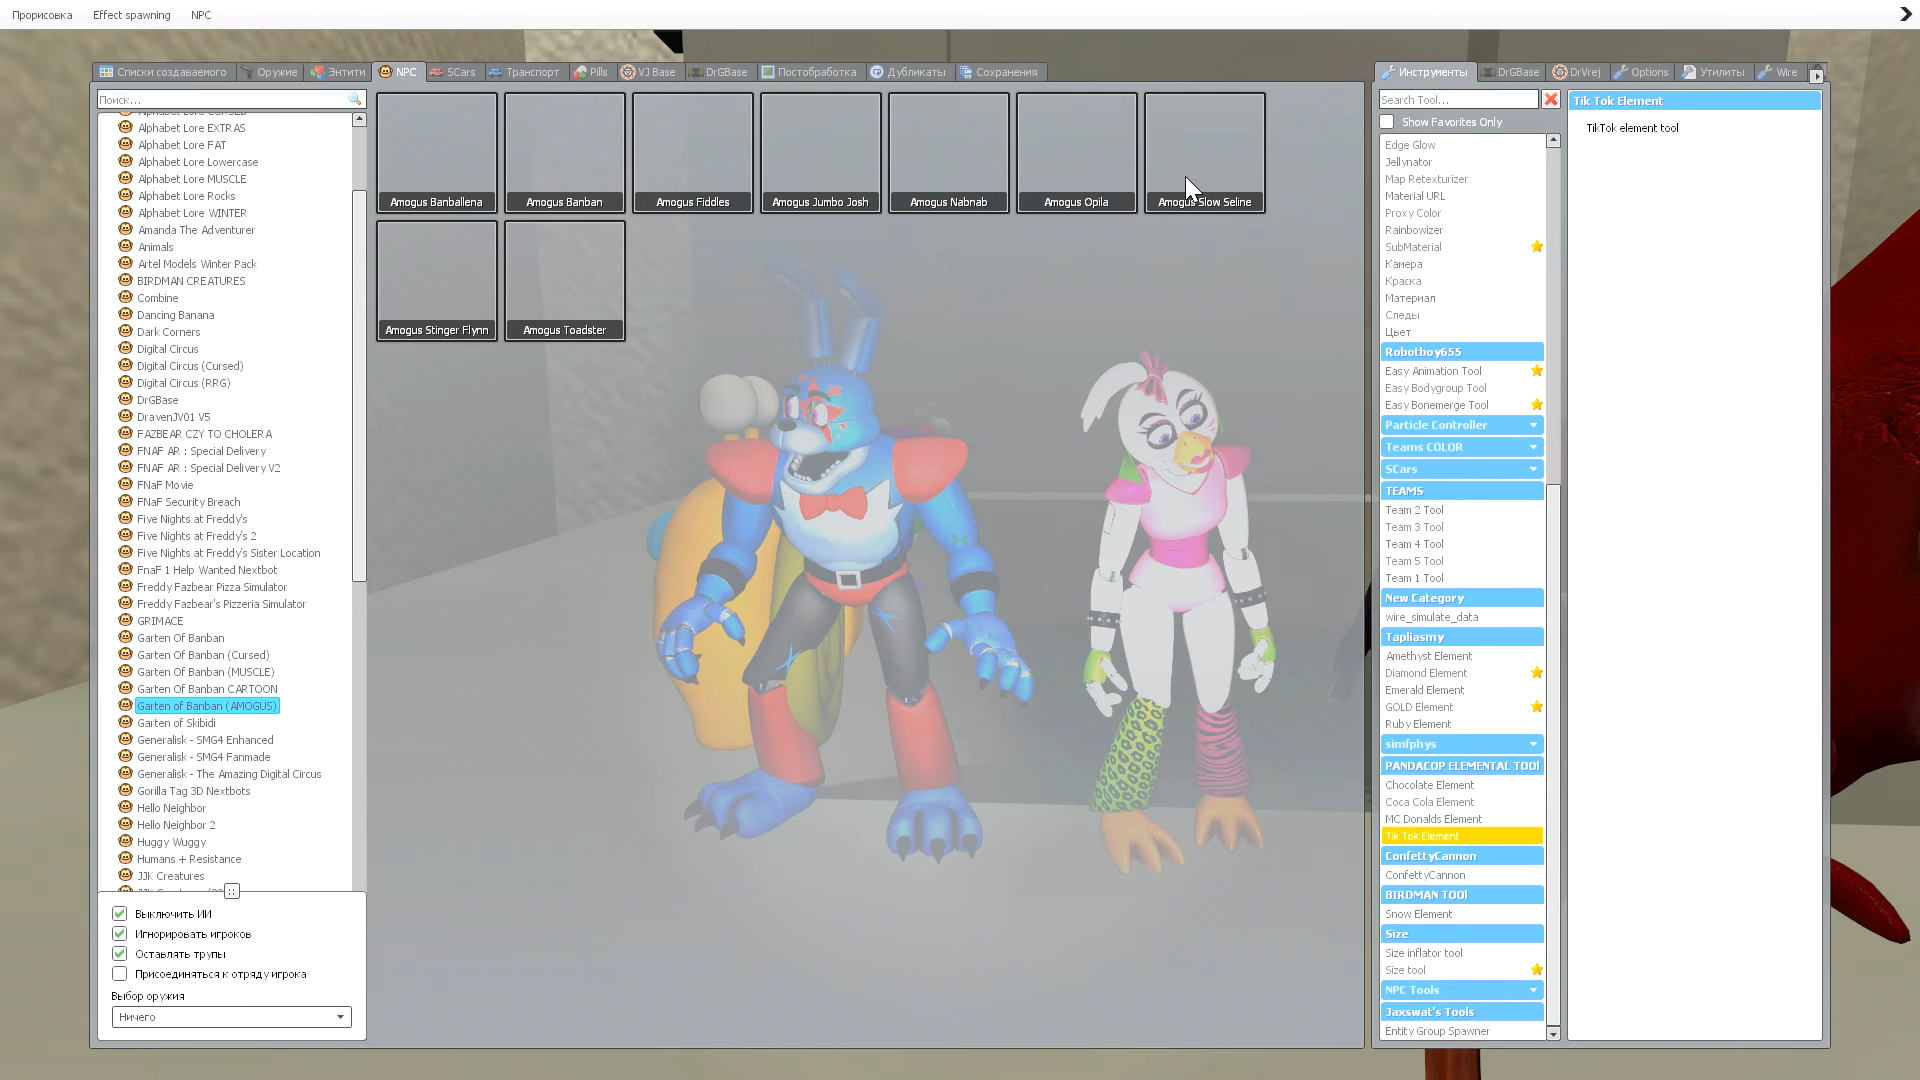 Прорисовка
Effect spawning
NPC
Списки создаваемого
Оружие
Энтити
NPC
SCars
Транспорт
Pills
VJ Base
DrGBase
Постобработка
Дубликаты
Сохранения
Поиск...
Alphabet Lore CURSED
Alphabet Lore EXTRAS
Alphabet Lore FAT
Alphabet Lore Lowercase
Alphabet Lore MUSCLE
Alphabet Lore Rocks
Alphabet Lore WINTER
Amanda The Adventurer
Animals
Artel Models Winter Pack
BIRDMAN CREATURES
Combine
Dancing Banana
Dark Corners
Digital Circus
Digital Circus (Cursed)
Digital Circus (RRG)
DrGBase
DravenJV01 V5
FAZBEAR CZY TO CHOLERA
FNAF AR : Special Delivery
FNAF AR : Special Delivery V2
FNaF Movie
FNaF Security Breach
Five Nights at Freddy's
Five Nights at Freddy's 2
Five Nights at Freddy's Sister Location
FnaF 1 Help Wanted Nextbot
Freddy Fazbear Pizza Simulator
Freddy Fazbear's Pizzeria Simulator
GRIMACE
Garten Of Banban
Garten Of Banban (Cursed)
Garten Of Banban (MUSCLE)
Garten Of Banban CARTOON
Garten of Banban (AMOGUS)
Garten of Skibidi
Generalisk - SMG4 Enhanced
Generalisk - SMG4 Fanmade
Generalisk - The Amazing Digital Circus
Gorilla Tag 3D Nextbots
Hello Neighbor
Hello Neighbor 2
Huggy Wuggy
Humans + Resistance
JJK Creatures
Выключить ИИ
Игнорировать игроков
Оставлять трупы
Присоединяться к отряду игрока
Выбор оружия
Ничего
Amogus Banballena
Amogus Banban
Amogus Fiddles
Amogus Jumbo Josh
Amogus Nabnab
Amogus Opila
Amogus Slow Seline
Amogus Stinger Flynn
Amogus Toadster
Инструменты
DrGBase
DrVrej
Options
Утилиты
Wire
Search Tool...
Show Favorites Only
Edge Glow
Jellynator
Map Retexturizer
Material URL
Proxy Color
Rainbowizer
SubMaterial
Камера
Краска
Материал
Следы
Цвет
Robotboy655
Easy Animation Tool
Easy Bodygroup Tool
Easy Bonemerge Tool
Particle Controller
Teams COLOR
SCars
TEAMS
Team 2 Tool
Team 3 Tool
Team 4 Tool
Team 5 Tool
Team 1 Tool
New Category
wire_simulate_data
Tapliasmy
Amethyst Element
Diamond Element
Emerald Element
GOLD Element
Ruby Element
simfphys
PANDACOP ELEMENTAL TOOl
Chocolate Element
Coca Cola Element
MC Donalds Element
Tik Tok Element
ConfettyCannon
ConfettyCannon
BIRDMAN TOOl
Snow Element
Size
Size inflator tool
Size tool
NPC Tools
Jaxswat's Tools
Entity Group Spawner
Tik Tok Element
TikTok element tool